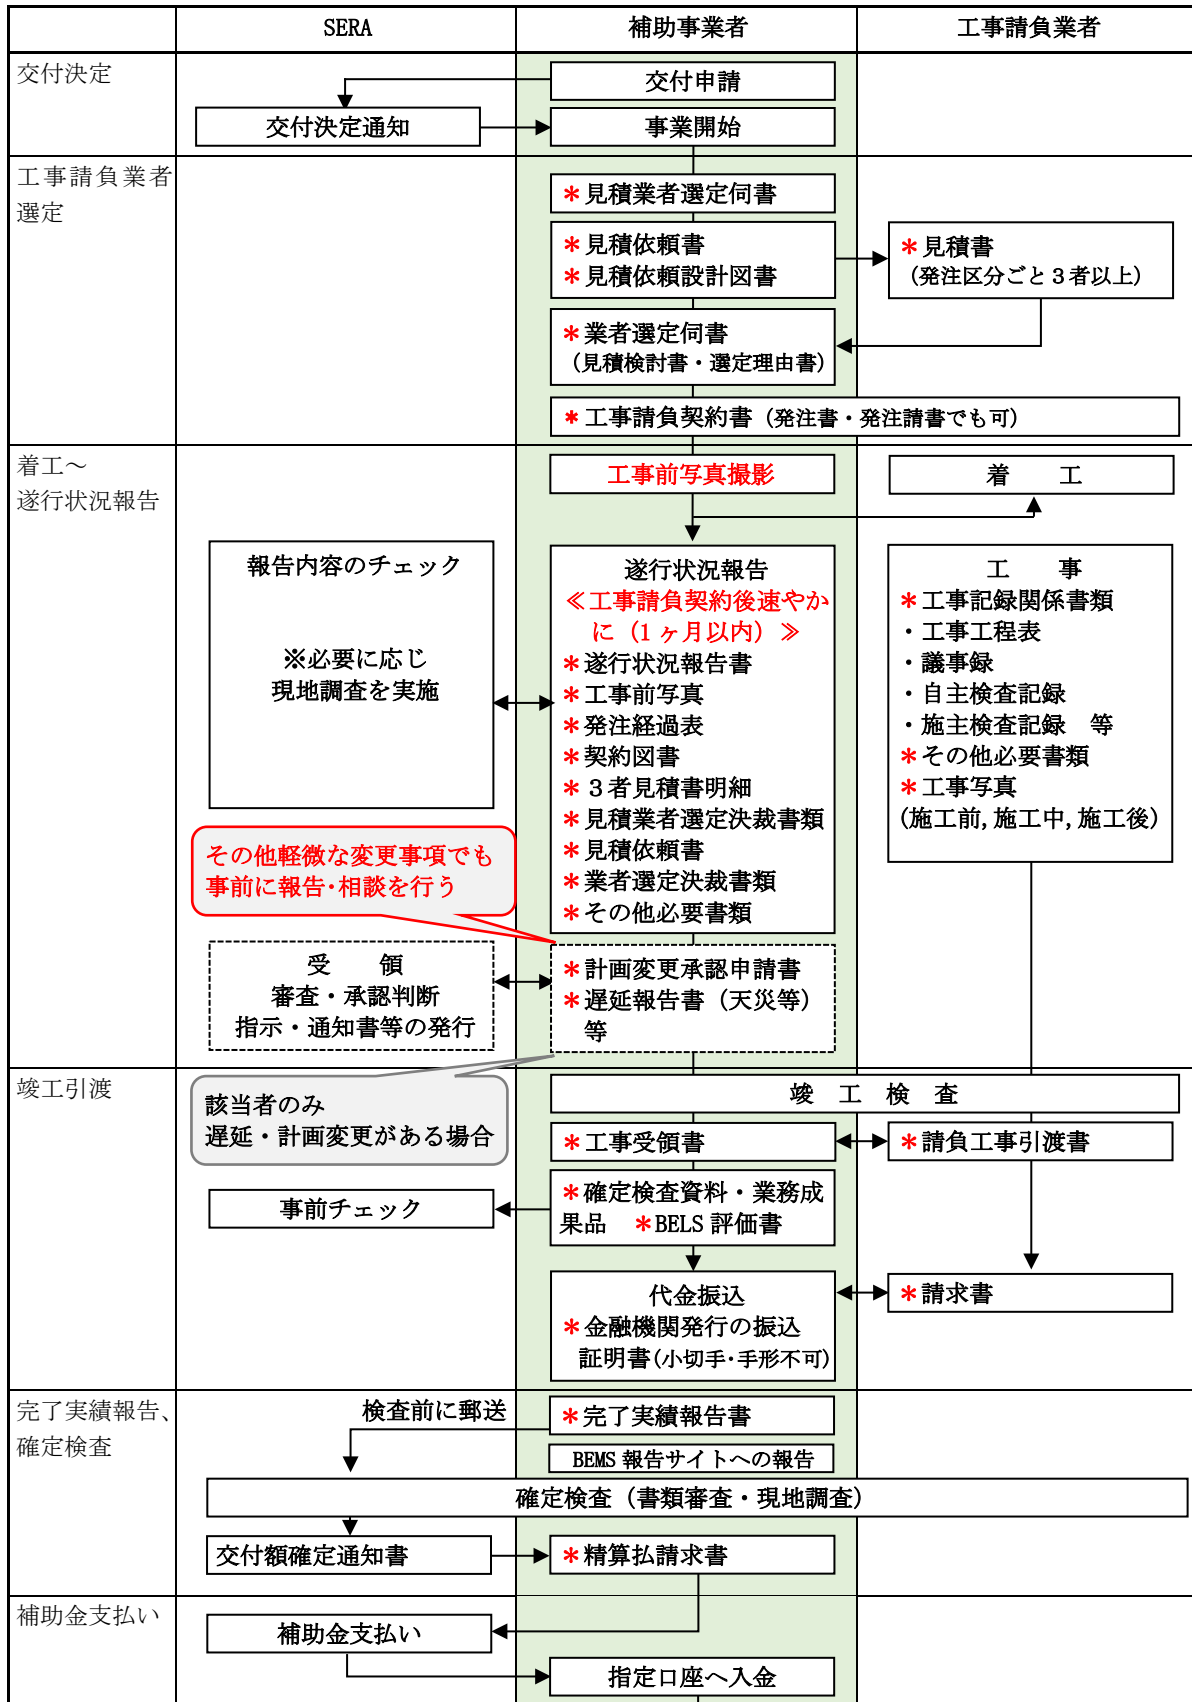 SERA
補助事業者
工事請負業者
交付決定
交付申請
交付決定通知
事業開始
工事請負業者
選定
＊見積業者選定伺書
＊見積依頼書
＊見積依頼設計図書
＊見積書
(発注区分ごと３者以上)
＊業者選定伺書
(見積検討書・選定理由書)
＊工事請負契約書（発注書・発注請書でも可）
着工～
遂行状況報告
工事前写真撮影
着　工
報告内容のチェック
※必要に応じ
現地調査を実施
遂行状況報告
≪工事請負契約後速やか
に（1 ヶ月以内）≫
＊遂行状況報告書
＊工事前写真
＊発注経過表
＊契約図書
＊３者見積書明細
＊見積業者選定決裁書類
＊見積依頼書
＊業者選定決裁書類
＊その他必要書類
工　事
＊工事記録関係書類
・工事工程表
・議事録
・自主検査記録
・施主検査記録　等
＊その他必要書類
＊工事写真
(施工前,施工中,施工後)
その他軽微な変更事項でも
事前に報告・相談を行う
受　領
審査・承認判断
指示・通知書等の発行
＊計画変更承認申請書
＊遅延報告書（天災等）
等
竣工引渡
該当者のみ
遅延・計画変更がある場合
竣　工　検　査
＊工事受領書
＊請負工事引渡書
事前チェック
＊確定検査資料・業務成
果品　＊BELS 評価書
代金振込
＊金融機関発行の振込
証明書(小切手・手形不可)
＊請求書
完了実績報告、
確定検査
検査前に郵送
＊完了実績報告書
BEMS 報告サイトへの報告
確定検査（書類審査・現地調査）
交付額確定通知書
＊精算払請求書
補助金支払い
補助金支払い
指定口座へ入金